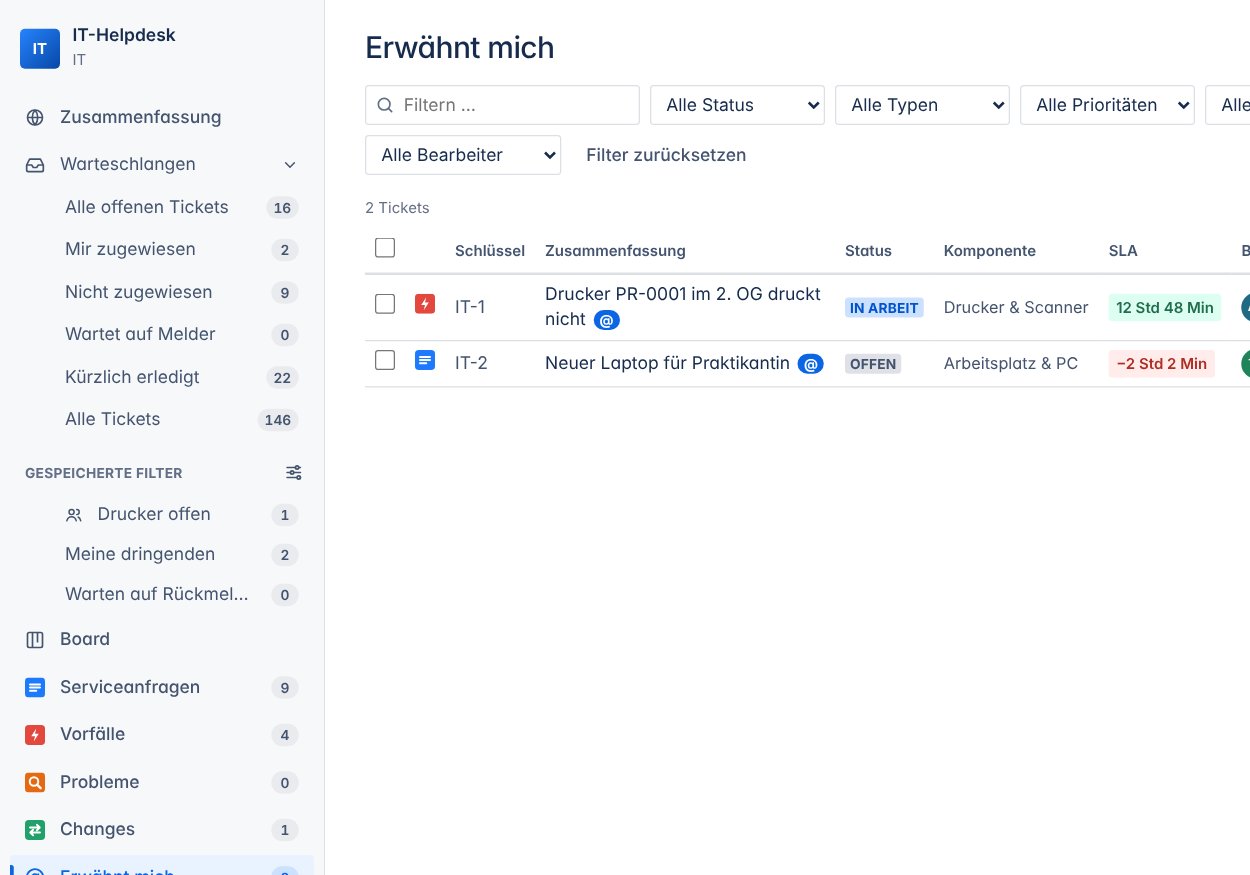 IT
IT-Helpdesk
IT
Zusammenfassung
Warteschlangen
Alle offenen Tickets 16
Mir zugewiesen 2
Nicht zugewiesen 9
Wartet auf Melder 0
Kürzlich erledigt 22
Alle Tickets 146
GESPEICHERTE FILTER
Drucker offen 1
Meine dringenden 2
Warten auf Rückmel... 0
Board
Serviceanfragen 9
Vorfälle 4
Probleme 0
Changes 1
Erwähnt mich
Erwähnt mich
Filtern ... Alle Status Alle Typen Alle Prioritäten Alle
Alle Bearbeiter Filter zurücksetzen
2 Tickets
Schlüssel Zusammenfassung Status Komponente SLA
IT-1 Drucker PR-0001 im 2. OG druckt
nicht @ IN ARBEIT Drucker & Scanner 12 Std 48 Min
IT-2 Neuer Laptop für Praktikantin @ OFFEN Arbeitsplatz & PC −2 Std 2 Min